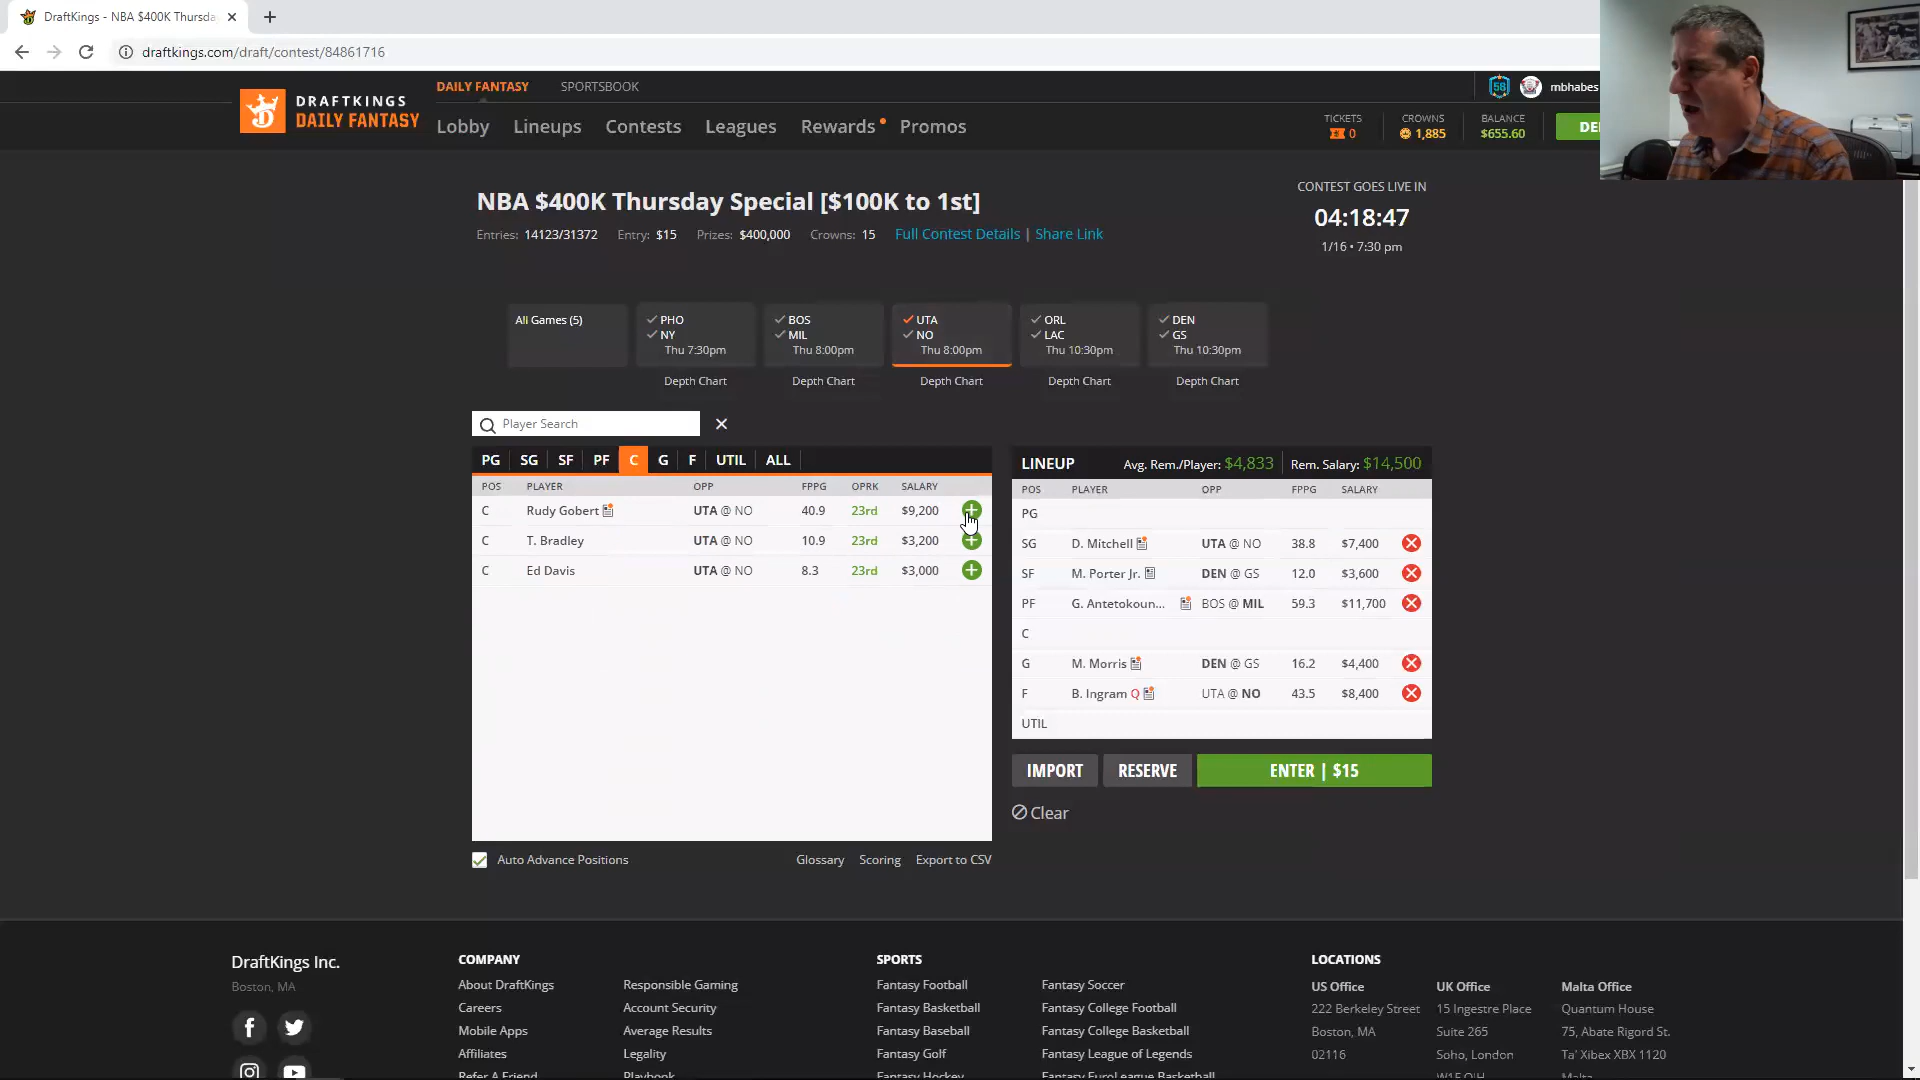 DraftKings - NBA $400K Thursda
draftkings.com/draft/contest/84861716
DAILY FANTASY SPORTSBOOK
56 mbhabes
DRAFTKINGS
DAILY FANTASY
Lobby Lineups Contests Leagues Rewards Promos
TICKETS CROWNS BALANCE
0 1,885 $655.60
NBA $400K Thursday Special [$100K to 1st]
CONTEST GOES LIVE IN
04:18:47
1/16 • 7:30 pm
Entries: 14123/31372 Entry: $15 Prizes: $400,000 Crowns: 15 Full Contest Details | Share Link
All Games (5)
PHO
NY
Thu 7:30pm
Depth Chart
BOS
MIL
Thu 8:00pm
Depth Chart
UTA
NO
Thu 8:00pm
Depth Chart
ORL
LAC
Thu 10:30pm
Depth Chart
DEN
GS
Thu 10:30pm
Depth Chart
Player Search
PG SG SF PF C G F UTIL ALL
POS PLAYER OPP FPPG OPRK SALARY
C Rudy Gobert UTA @ NO 40.9 23rd $9,200
C T. Bradley UTA @ NO 10.9 23rd $3,200
C Ed Davis UTA @ NO 8.3 23rd $3,000
Auto Advance Positions Glossary Scoring Export to CSV
LINEUP Avg. Rem./Player: $4,833 Rem. Salary: $14,500
POS PLAYER OPP FPPG SALARY
PG
SG D. Mitchell UTA @ NO 38.8 $7,400
SF M. Porter Jr. DEN @ GS 12.0 $3,600
PF G. Antetokoun... BOS @ MIL 59.3 $11,700
C
G M. Morris DEN @ GS 16.2 $4,400
F B. Ingram Q UTA @ NO 43.5 $8,400
UTIL
IMPORT RESERVE ENTER | $15
Clear
DraftKings Inc.
Boston, MA
COMPANY
About DraftKings
Careers
Mobile Apps
Affiliates
Refer A Friend
Responsible Gaming
Account Security
Average Results
Legality
Playbook
SPORTS
Fantasy Football
Fantasy Basketball
Fantasy Baseball
Fantasy Golf
Fantasy Hockey
Fantasy Soccer
Fantasy College Football
Fantasy College Basketball
Fantasy League of Legends
Fantasy EuroLeague Basketball
LOCATIONS
US Office
222 Berkeley Street
Boston, MA
02116
UK Office
15 Ingestre Place
Suite 265
Soho, London
W1F 0JH
Malta Office
Quantum House
75, Abate Rigord St.
Ta' Xibex XBX 1120
Malta